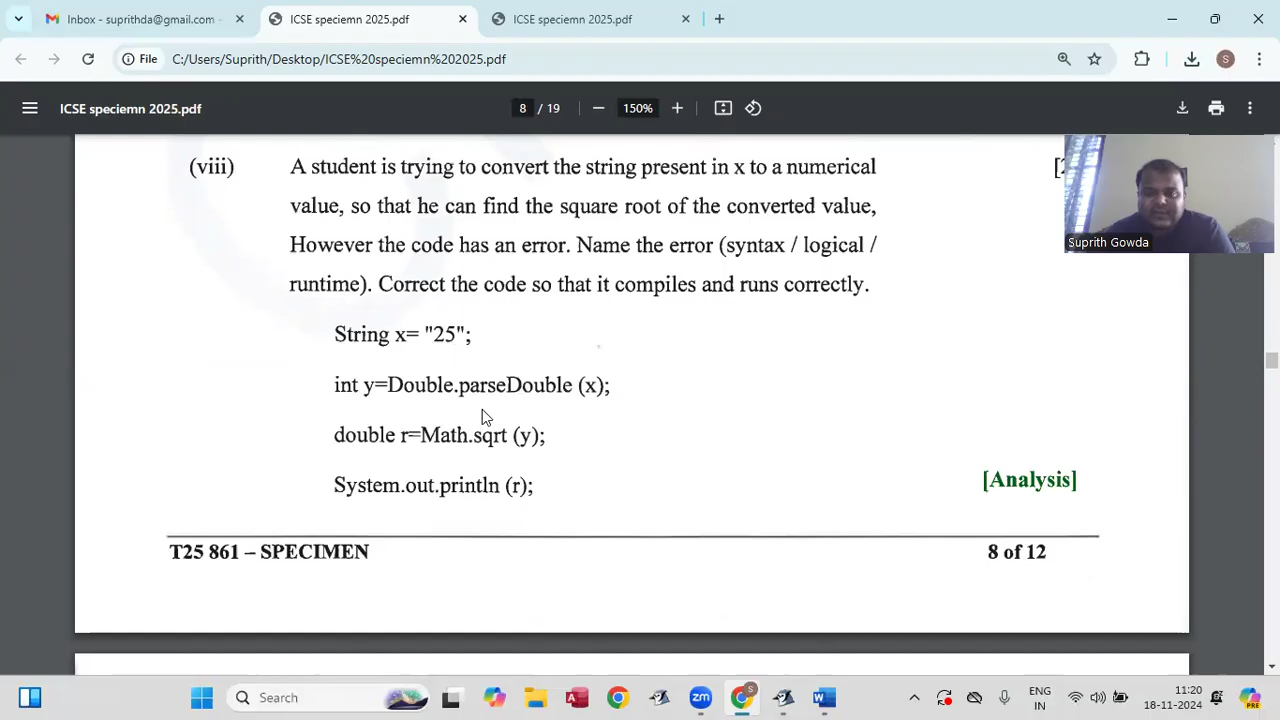 Inbox - suprithda@gmail.com -
ICSE speciemn 2025.pdf
ICSE speciemn 2025.pdf
File
C:/Users/Suprith/Desktop/ICSE%20speciemn%202025.pdf
S
ICSE speciemn 2025.pdf
8 / 19
150%
(viii) A student is trying to convert the string present in x to a numerical
value, so that he can find the square root of the converted value,
However the code has an error. Name the error (syntax / logical /
runtime). Correct the code so that it compiles and runs correctly.
String x= "25";
int y=Double.parseDouble (x);
double r=Math.sqrt (y);
System.out.println (r);
[Analysis]
T25 861 – SPECIMEN
8 of 12
Suprith Gowda
Search
zm
S
W
ENG
IN
11:20
18-11-2024
PRE